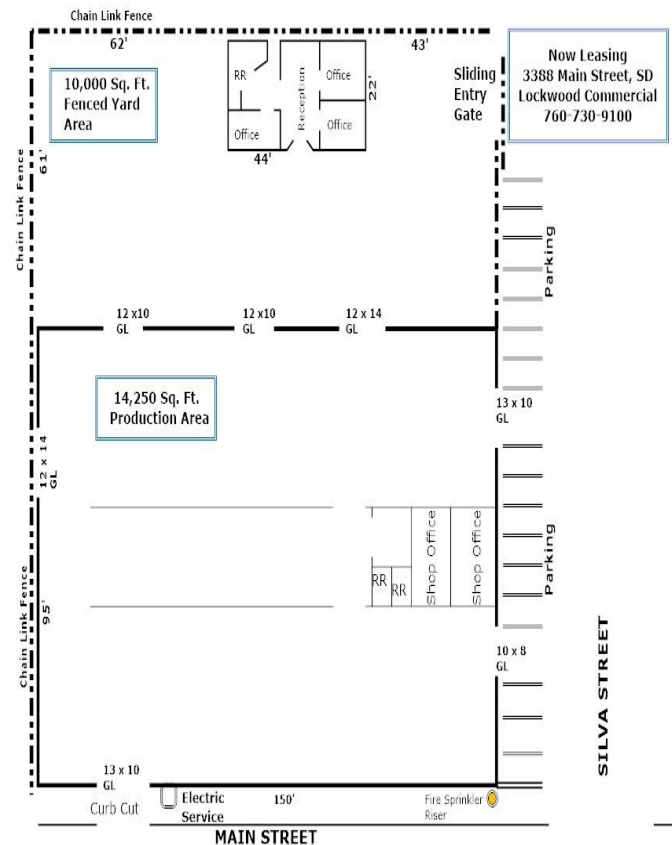 Chain Link Fence
62'
43'
10,000 Sq. Ft.
Fenced Yard
Area
RR
Office
Reception
Office
Office
22'
44'
Sliding
Entry
Gate
Now Leasing
3388 Main Street, SD
Lockwood Commercial
760-730-9100
61'
Chain Link Fence
Parking
12 x10
GL
12 x10
GL
12 x 14
GL
14,250 Sq. Ft.
Production Area
13 x 10
GL
12 x 14
GL
RR
RR
Shop Office
Shop Office
Parking
Chain Link Fence
95'
10 x 8
GL
SILVA STREET
13 x 10
GL
Curb Cut
Electric
Service
150'
Fire Sprinkler
Riser
MAIN STREET